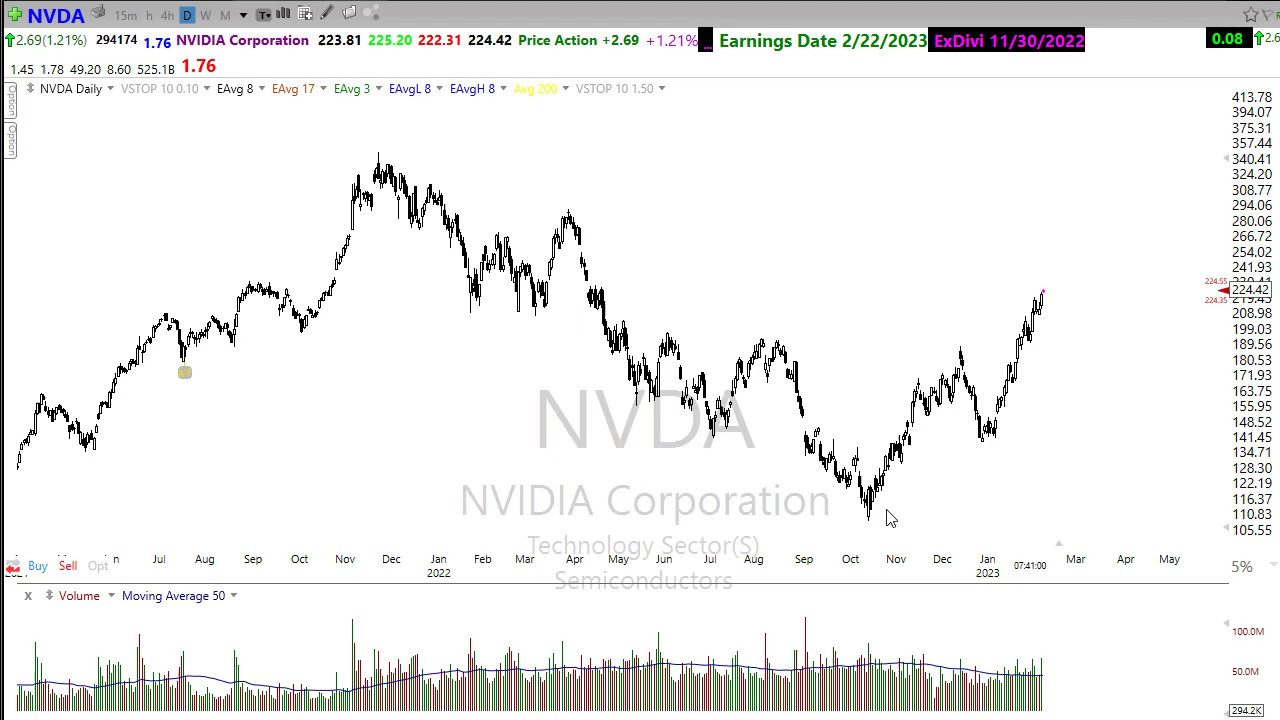 NVDA 15m h 4h D W M T
2.69(1.21%) 294174 1.76 NVIDIA Corporation 223.81 225.20 222.31 224.42 Price Action +2.69 +1.21% ... Earnings Date 2/22/2023 ExDivi 11/30/2022 0.08
1.45 1.78 49.20 8.60 525.1B 1.76
Option
Option
NVDA Daily VSTOP 10 0.10 EAvg 8 EAvg 17 EAvg 3 EAvgL 8 EAvgH 8 Avg 200 VSTOP 10 1.50
413.78
394.07
375.31
357.44
340.41
324.20
308.77
294.06
280.06
266.72
254.02
241.93
224.55
224.42
224.35
208.98
199.03
189.56
180.53
171.93
163.75
155.95
148.52
141.45
134.71
128.30
122.19
116.37
110.83
105.55
NVDA
NVIDIA Corporation
Technology Sector(S)
Semiconductors
Jul Aug Sep Oct Nov Dec Jan Feb Mar Apr May Jun Jul Aug Sep Oct Nov Dec Jan Mar Apr May
2022 2023 07:41:00
Buy Sell Opt
5%
X Volume Moving Average 50
100.0M
50.0M
294.2K